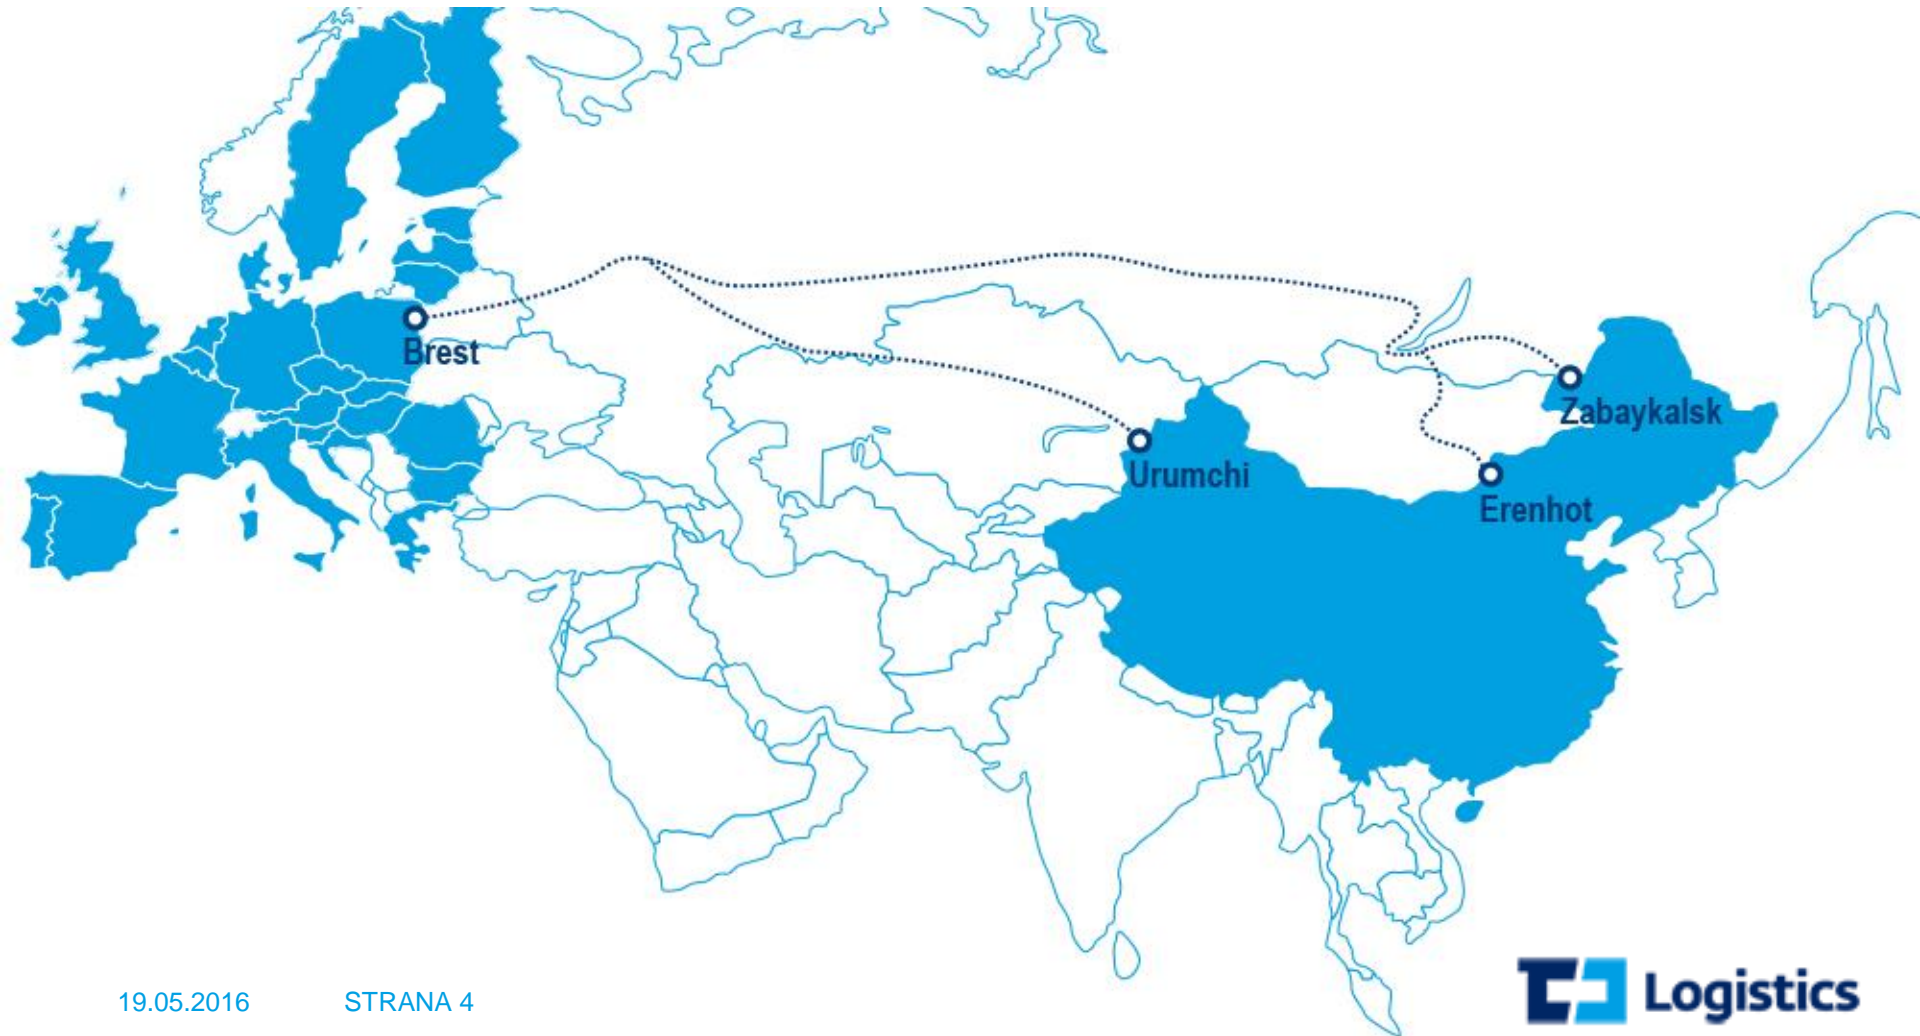 Brest
Zabaykalsk
Urumchi
Erenhot
19.05.2016 STRANA 4
Logistics